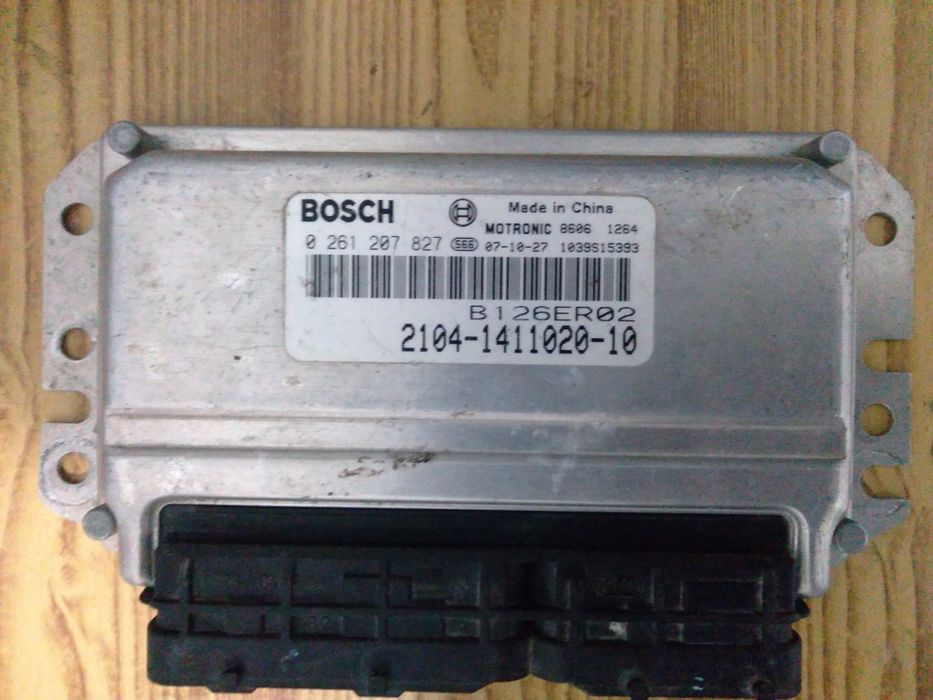 BOSCH
Made in China
MOTRONIC 8606 1264
0 261 207 827 566 07-10-27 1039S15393
B126ER02
2104-1411020-10